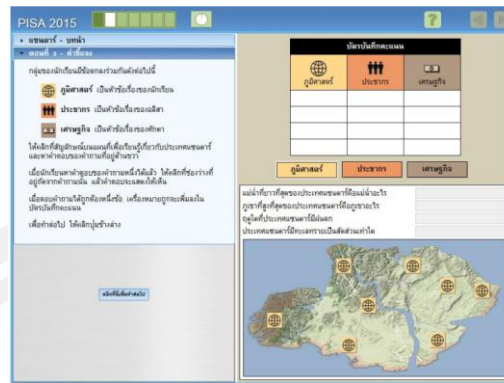 PISA 2015
?
แซนดาร์ - บทนำ
ตอนที่ 3 - คำชี้แจง
กลุ่มของนักเรียนมีข้อตกลงร่วมกันดังต่อไปนี้
ภูมิศาสตร์ เป็นหัวข้อเรื่องของนักเรียน
ประชากร เป็นหัวข้อเรื่องของอลิสา
เศรษฐกิจ เป็นหัวข้อเรื่องของศักดา
ให้คลิกที่สัญลักษณ์บนแผนที่เพื่อเรียนรู้เกี่ยวกับประเทศแซนดาร์
และหาคำตอบของคำถามที่อยู่ด้านขวา
เมื่อนักเรียนหาคำตอบของคำถามหนึ่งได้แล้ว ให้คลิกที่ช่องว่างที่
อยู่ถัดจากคำถามนั้น แล้วคำตอบจะแสดงให้เห็น
เมื่อตอบคำถามได้ถูกต้องหนึ่งข้อ เครื่องหมายถูกจะเพิ่มลงใน
บัตรบันทึกคะแนน
เพื่อทำต่อไป ให้คลิกปุ่มข้างล่าง
คลิกที่นี่เพื่อทำต่อไป
บัตรบันทึกคะแนน
ภูมิศาสตร์ ประชากร เศรษฐกิจ
ภูมิศาสตร์ ประชากร เศรษฐกิจ
แม่น้ำที่ยาวที่สุดของประเทศแซนดาร์คือแม่น้ำอะไร
ภูเขาที่สูงที่สุดของประเทศแซนดาร์คือภูเขาอะไร
ฤดูใดที่ประเทศแซนดาร์มีฝนตก
ประเทศแซนดาร์มีทะเลทรายเป็นสัดส่วนเท่าใด